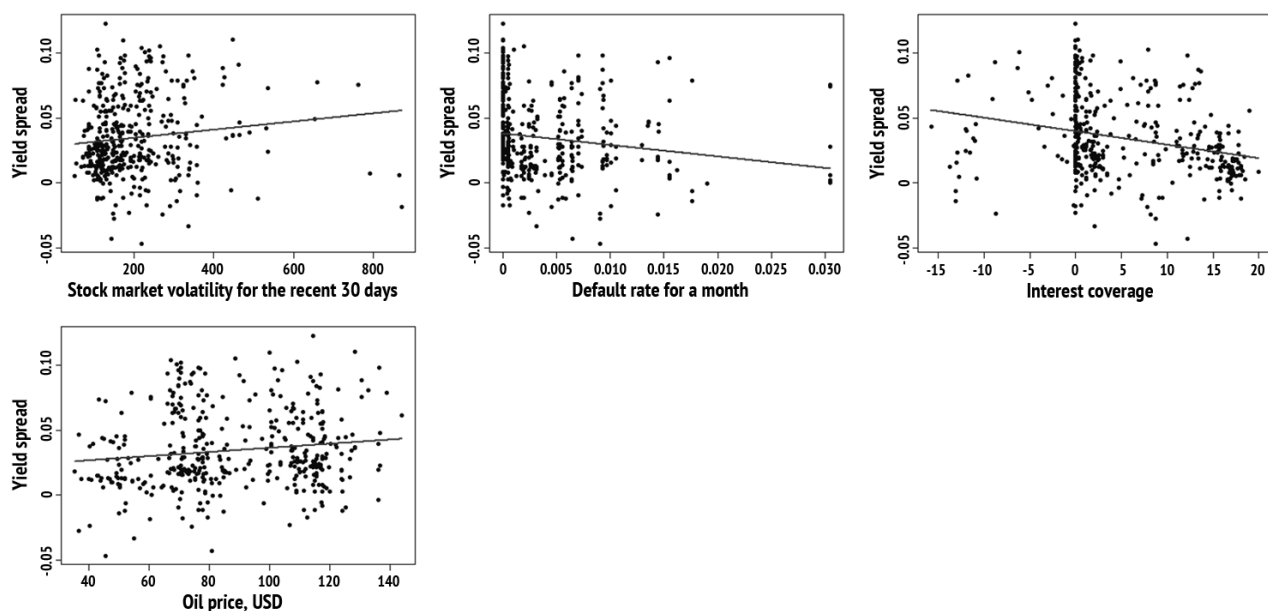 Yield spread
0.10
0.05
0
-0.05
200 400 600 800
Stock market volatility for the recent 30 days
Yield spread
0.10
0.05
0
-0.05
0 0.005 0.010 0.015 0.020 0.025 0.030
Default rate for a month
Yield spread
0.10
0.05
0
-0.05
-15 -10 -5 0 5 10 15 20
Interest coverage
Yield spread
0.10
0.05
0
-0.05
40 60 80 100 120 140
Oil price, USD